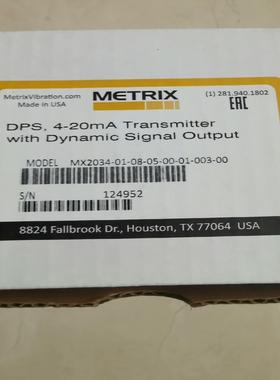 MetrixVibration.com
Made in USA
METRIX
(1) 281.940.1802
EAC
DPS, 4-20mA Transmitter
with Dynamic Signal Output
MODEL MX2034-01-08-05-00-01-003-00
S/N 124952
8824 Fallbrook Dr., Houston, TX 77064 USA